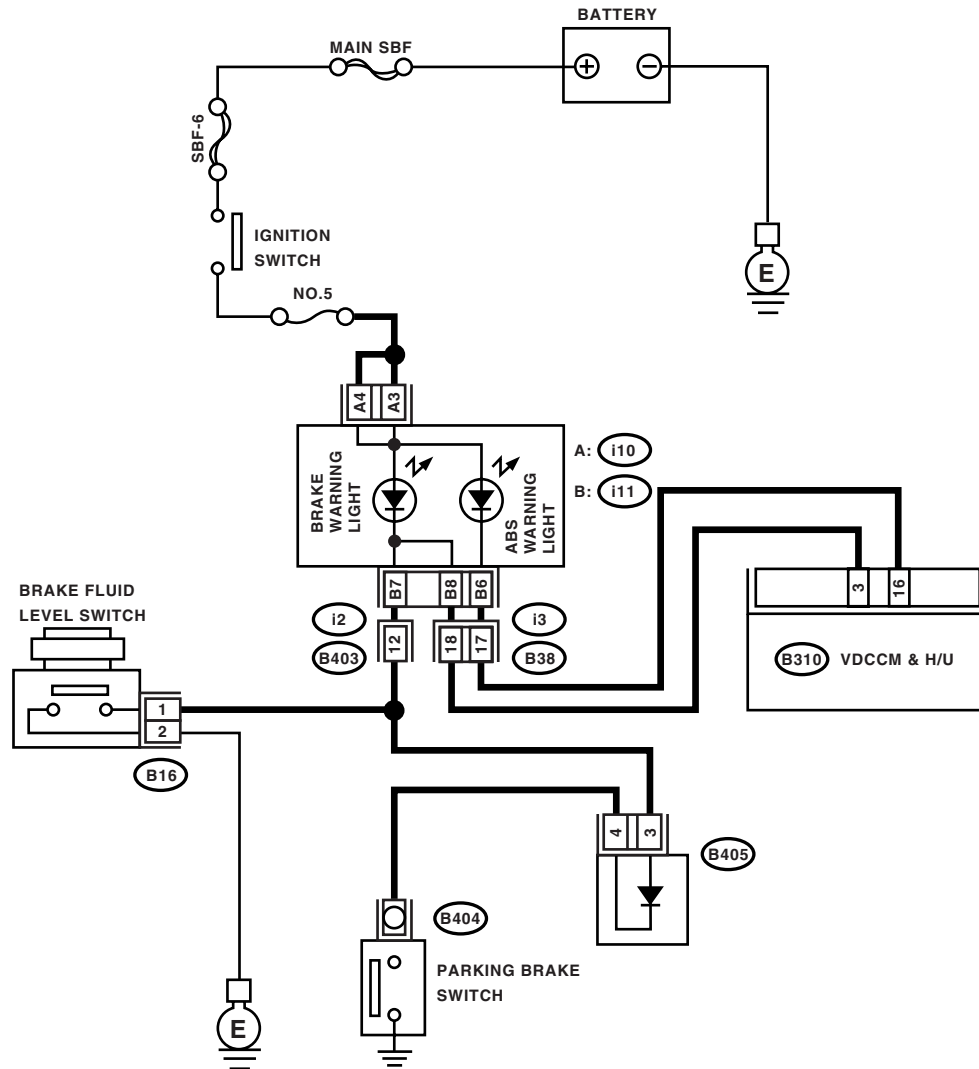 BATTERY
MAIN SBF
SBF-6
IGNITION
SWITCH
E
NO.5
A4
A3
BRAKE
WARNING
LIGHT
ABS
WARNING
LIGHT
A: i10
B: i11
B7
B8
B6
3
16
BRAKE FLUID
LEVEL SWITCH
i2
i3
12
18
17
B403
B38
B310 VDCCM & H/U
1
2
B16
4
3
B405
B404
PARKING BRAKE
SWITCH
E